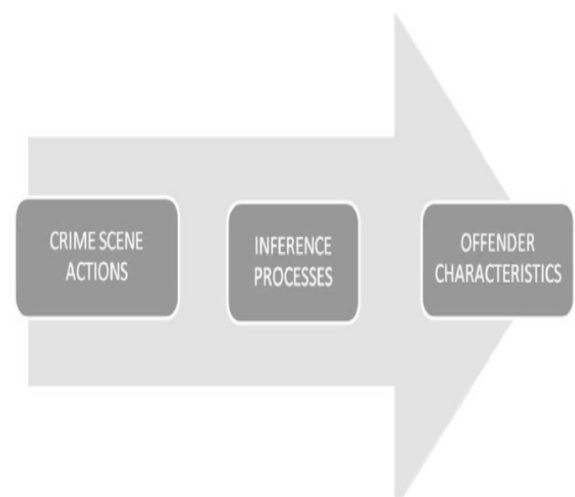 CRIME SCENE
ACTIONS
INFERENCE
PROCESSES
OFFENDER
CHARACTERISTICS